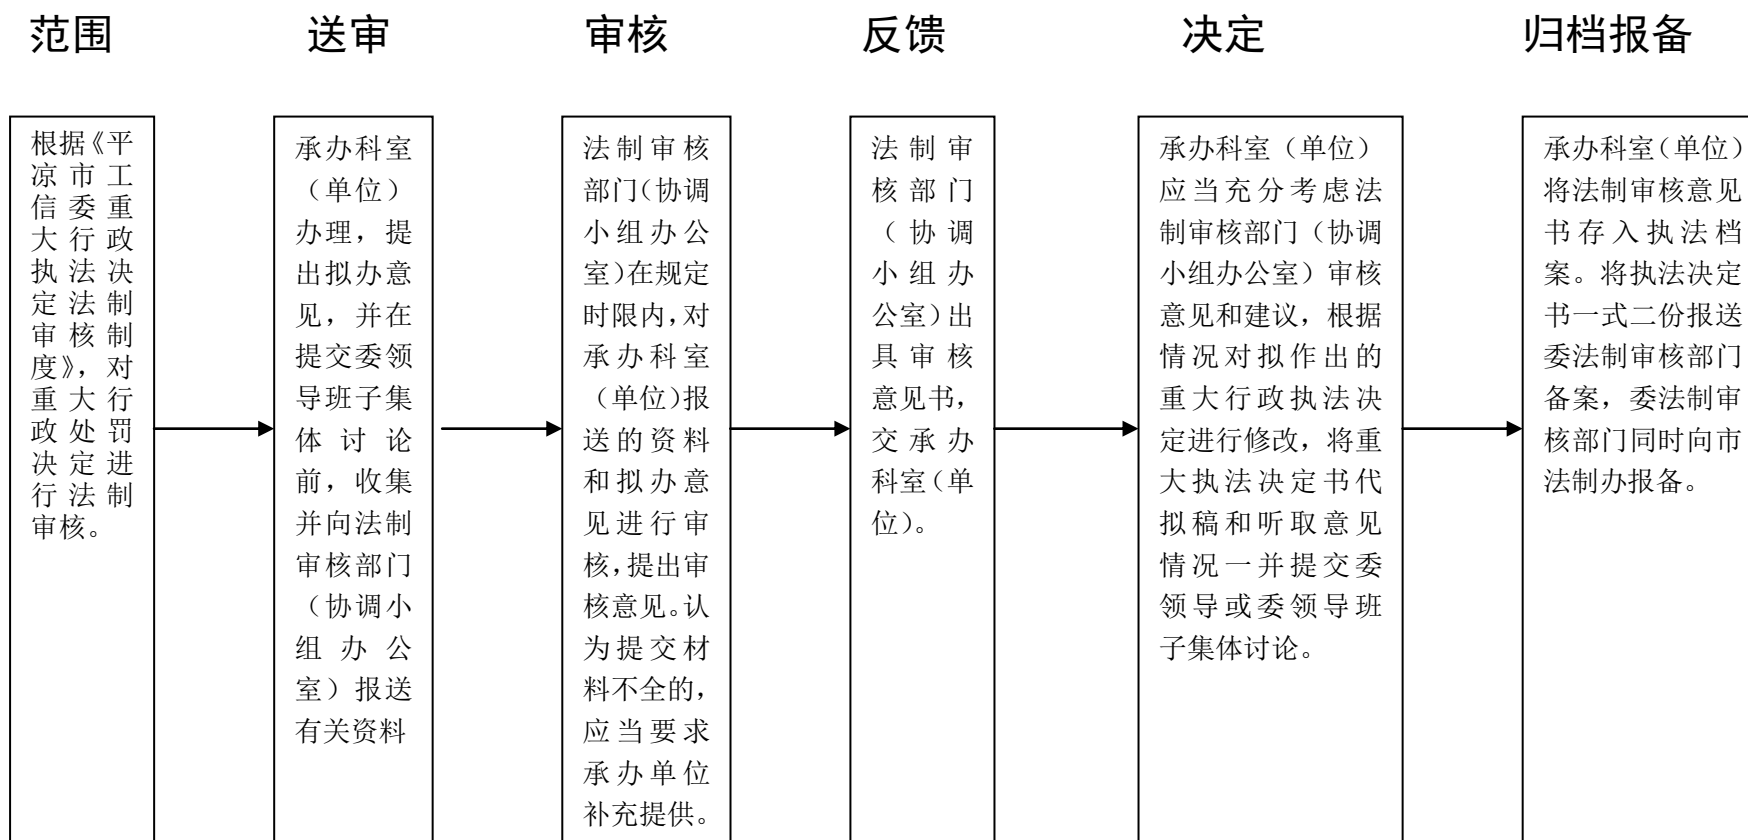 范围
送审
审核
反馈
决定
归档报备
根据《平
凉市工
信委重
大行政
执法决
定法制
审核制
度》，对
重大行
政处罚
决定进
行法制
审核。
承办科室
（单位）
办理，提
出拟办意
见，并在
提交委领
导班子集
体讨论
前，收集
并向法制
审核部门
（协调小
组办公
室）报送
有关资料
法制审核
部门（协调
小组办公
室）在规定
时限内，对
承办科室
（单位）报
送的资料
和拟办意
见进行审
核，提出审
核意见。认
为提交材
料不全的，
应当要求
承办单位
补充提供。
法制审
核部门
（协调
小组办
公室）出
具审核
意见书，
交承办
科室（单
位）。
承办科室（单位）
应当充分考虑法
制审核部门（协调
小组办公室）审核
意见和建议，根据
情况对拟作出的
重大行政执法决
定进行修改，将重
大执法决定书代
拟稿和听取意见
情况一并提交委
领导或委领导班
子集体讨论。
承办科室（单位）
将法制审核意见
书存入执法档
案。将执法决定
书一式二份报送
委法制审核部门
备案，委法制审
核部门同时向市
法制办报备。